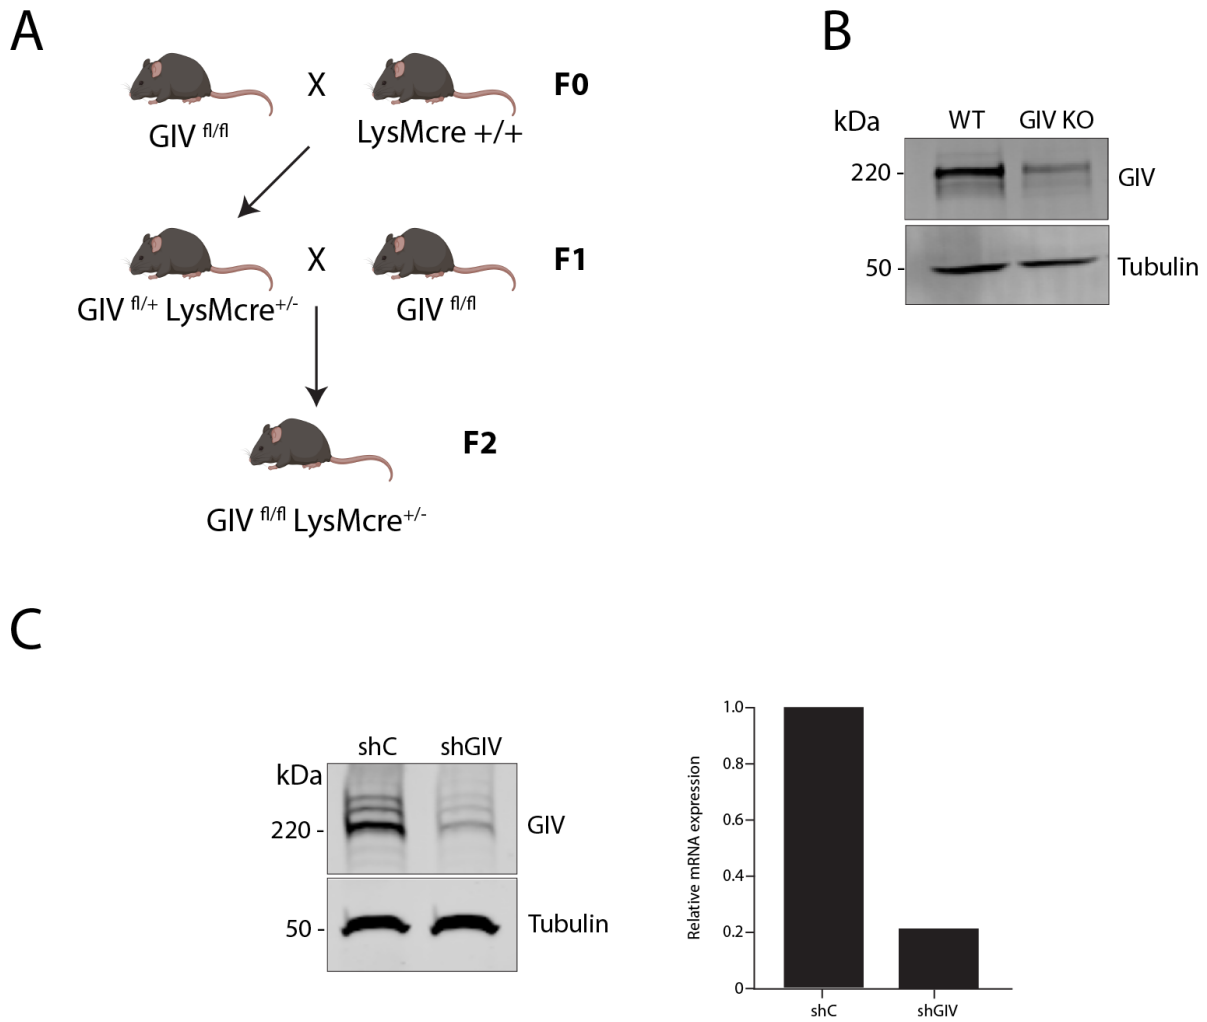 A
X
F0
GIV fl/fl
LysMcre +/+
X
F1
GIV fl/+ LysMcre+/-
GIV fl/fl
F2
GIV fl/fl LysMcre+/-
B
kDa
WT
GIV KO
220 -
GIV
50 -
Tubulin
C
shC
shGIV
kDa
220 -
GIV
50 -
Tubulin
Relative mRNA expression
1.0
0.8
0.6
0.4
0.2
0
shC
shGIV